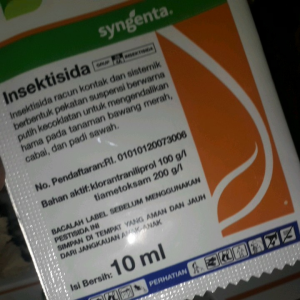 syngenta.
Insektisida
Insektisida racun kontak dan sistemik
berbentuk pekatan suspensi berwarna
putih kecoklatan untuk mengendalikan
hama pada tanaman bawang merah,
cabai, dan padi sawah.
No. Pendaftaran:RI. 01010120073006
Bahan aktif: klorantraniliprol 100 g/l
tiametoksam 200 g/l
BACALAH LABEL SEBELUM MENGGUNAKAN
PESTISIDA INI
SIMPAN DI TEMPAT YANG AMAN DAN JAUH
DARI JANGKAUAN ANAK-ANAK
Isi Bersih: 10 ml
PERHATIAN